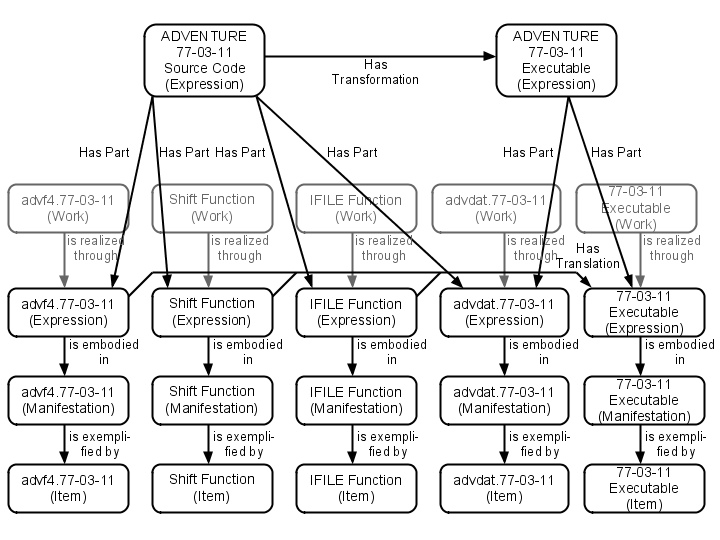 ADVENTURE
77-03-11
Source Code
(Expression)
Has
Transformation
ADVENTURE
77-03-11
Executable
(Expression)
Has Part
Has Part
Has Part
Has Part
Has Part
Has Part
advf4.77-03-11
(Work)
Shift Function
(Work)
IFILE Function
(Work)
advdat.77-03-11
(Work)
77-03-11
Executable
(Work)
is realized
through
is realized
through
is realized
through
is realized
through
is realized
through
Has
Translation
advf4.77-03-11
(Expression)
Shift Function
(Expression)
IFILE Function
(Expression)
advdat.77-03-11
(Expression)
77-03-11
Executable
(Expression)
is embodied
in
is embodied
in
is embodied
in
is embodied
in
is embodied
in
advf4.77-03-11
(Manifestation)
Shift Function
(Manifestation)
IFILE Function
(Manifestation)
advdat.77-03-11
(Manifestation)
77-03-11
Executable
(Manifestation)
is exempli-
fied by
is exempli-
fied by
is exempli-
fied by
is exempli-
fied by
is exempli-
fied by
advf4.77-03-11
(Item)
Shift Function
(Item)
IFILE Function
(Item)
advdat.77-03-11
(Item)
77-03-11
Executable
(Item)